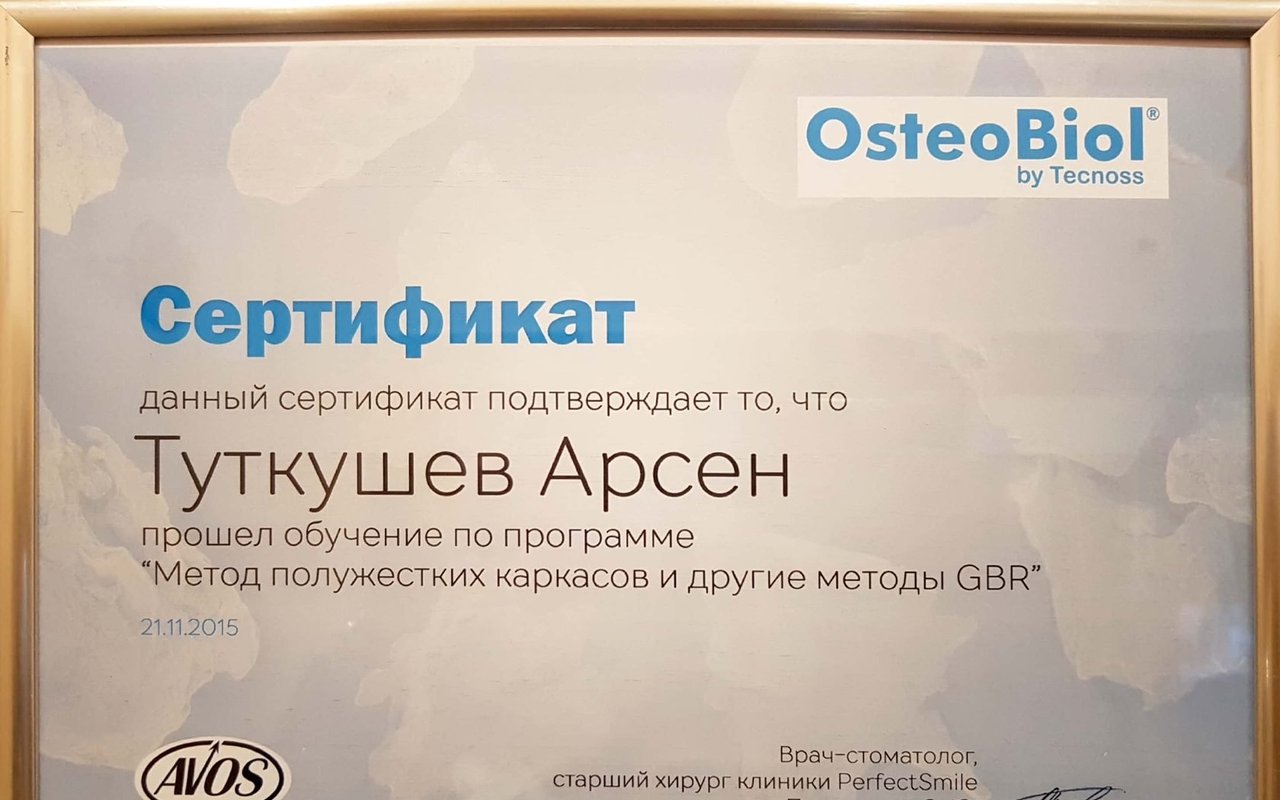 OsteoBiol®
by Tecnoss
Сертификат
данный сертификат подтверждает то, что
Туткушев Арсен
прошел обучение по программе
“Метод полужестких каркасов и другие методы GBR”
21.11.2015
AVOS
Врач-стоматолог,
старший хирург клиники PerfectSmile